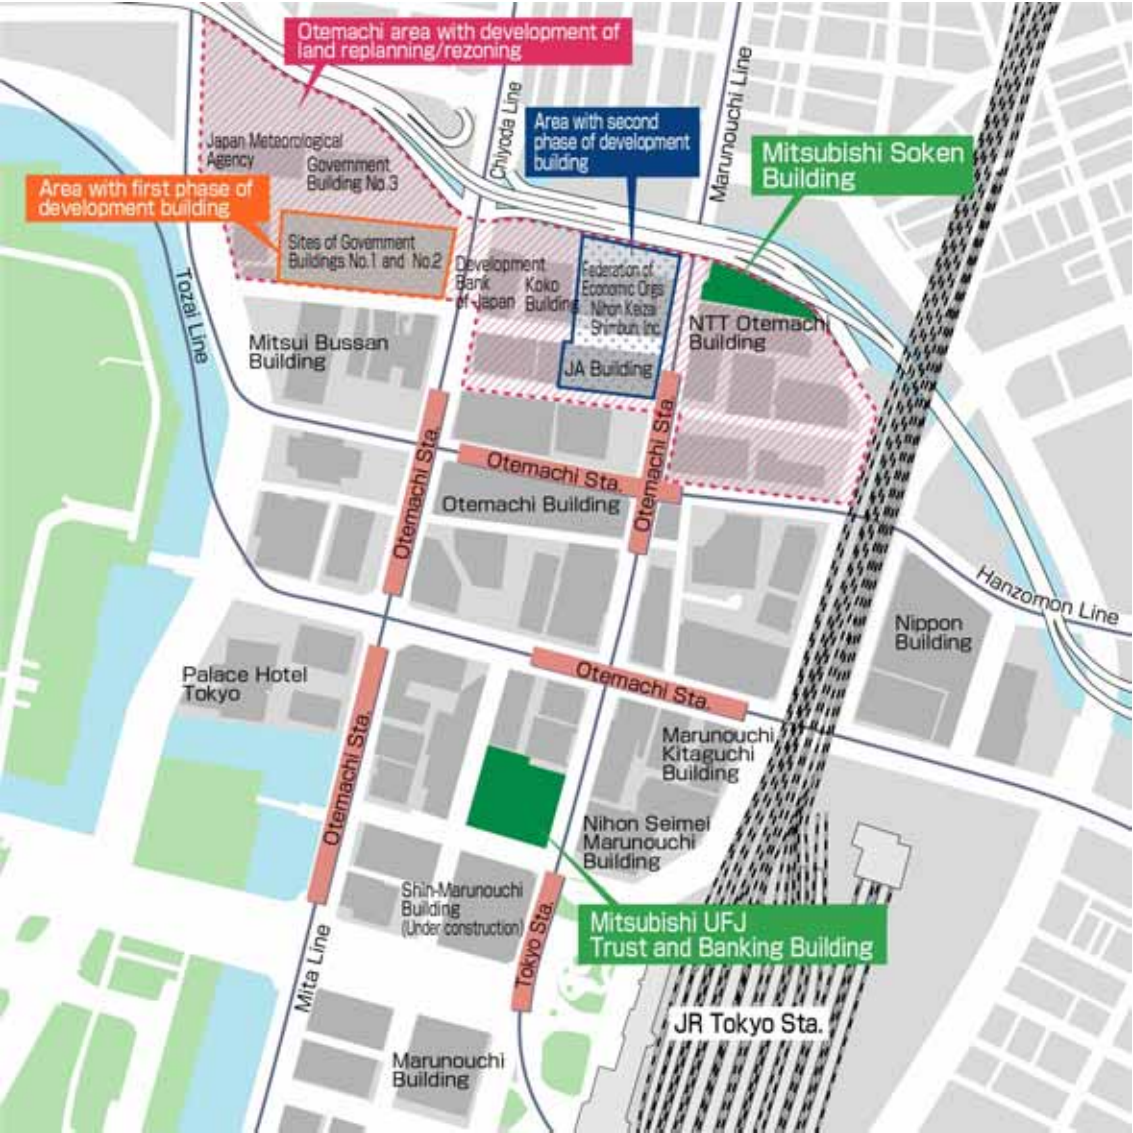 Otemachi area with development of
land replanning/rezoning
Chiyoda Line
Marunouchi Line
Area with second
phase of development
building
Mitsubishi Soken
Building
Japan Meteorological
Agency
Government
Building No.3
Area with first phase of
development building
Sites of Government
Buildings No.1 and No.2
Development
Bank
of Japan
Koko
Building
Federation of
Economic Orgs
Nihon Keizai
Shimbun, Inc.
JA Building
NTT Otemachi
Building
Tozai Line
Mitsui Bussan
Building
Otemachi Sta.
Otemachi Sta.
Otemachi Sta.
Otemachi Building
Hanzomon Line
Nippon
Building
Palace Hotel
Tokyo
Otemachi Sta.
Otemachi Sta.
Marunouchi
Kitaguchi
Building
Nihon Seimei
Marunouchi
Building
Shin-Marunouchi
Building
(Under construction)
Mitsubishi UFJ
Trust and Banking Building
Tokyo Sta.
Mita Line
JR Tokyo Sta.
Marunouchi
Building